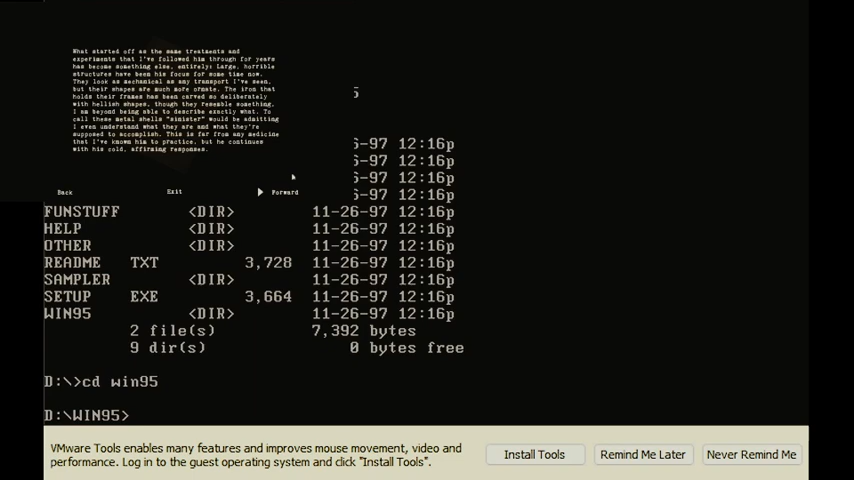 What started off as the same treatments and
experiments that I've followed him through for years
has become something else, entirely: Large, horrible
structures have been his focus for some time now.
They look as mechanical as any transport I've seen,
but their shapes are much more ornate. The iron that
holds their frames has been carved so deliberately
with hellish shapes, though they resemble something,
I am beyond being able to describe exactly what. To
call these metal shells "sinister" would be admitting
I even understand what they are and what they're
supposed to accomplish. This is far from any medicine
that I've known him to practice, but he continues
with his cold, affirming responses.
Back Exit Forward
5
6-97 12:16p
6-97 12:16p
6-97 12:16p
6-97 12:16p
FUNSTUFF <DIR> 11-26-97 12:16p
HELP <DIR> 11-26-97 12:16p
OTHER <DIR> 11-26-97 12:16p
README TXT 3,728 11-26-97 12:16p
SAMPLER <DIR> 11-26-97 12:16p
SETUP EXE 3,664 11-26-97 12:16p
WIN95 <DIR> 11-26-97 12:16p
2 file(s) 7,392 bytes
9 dir(s) 0 bytes free
D:\>cd win95
D:\WIN95>
VMware Tools enables many features and improves mouse movement, video and
performance. Log in to the guest operating system and click "Install Tools".
Install Tools Remind Me Later Never Remind Me